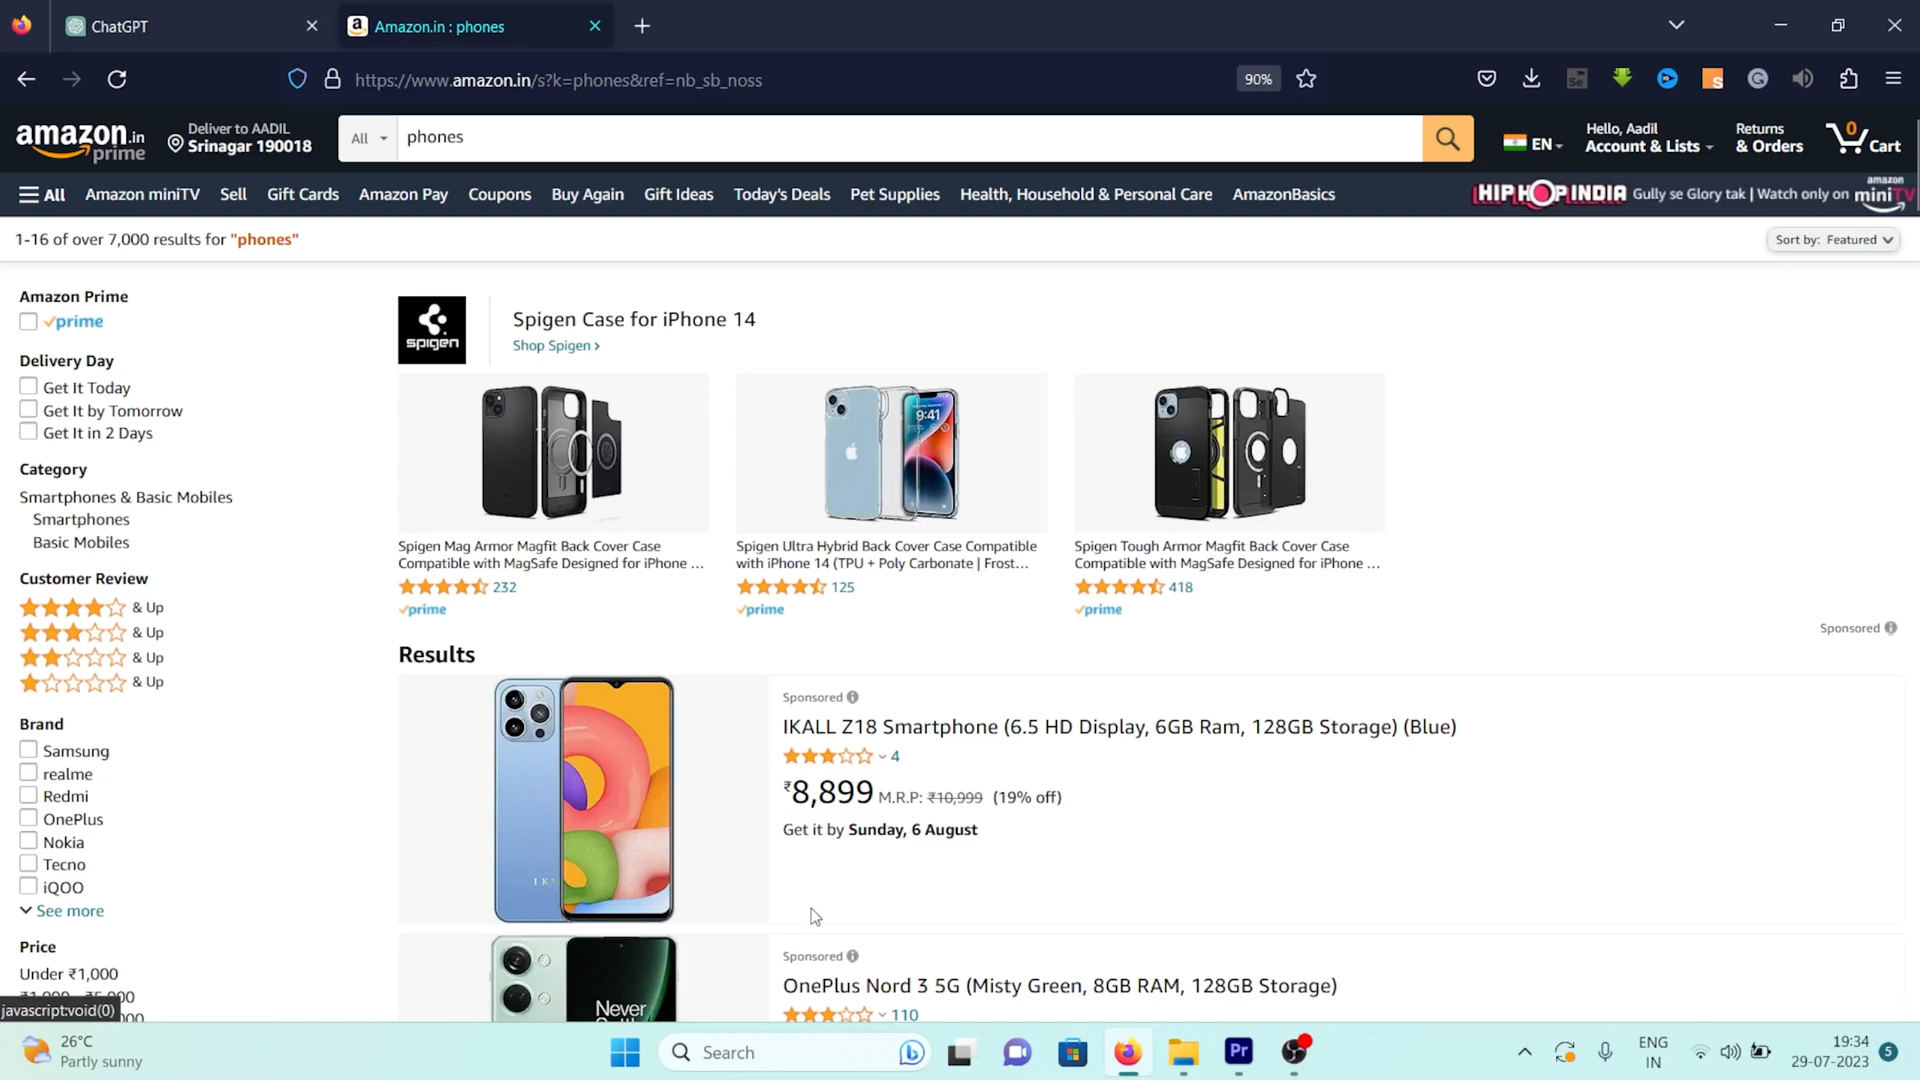 ChatGPT
Amazon.in : phones
https://www.amazon.in/s?k=phones&ref=nb_sb_noss
90%
amazon.in
prime
Deliver to AADIL
Srinagar 190018
All
phones
EN
Hello, Aadil
Account & Lists
Returns
& Orders
0
Cart
All
Amazon miniTV
Sell
Gift Cards
Amazon Pay
Coupons
Buy Again
Gift Ideas
Today's Deals
Pet Supplies
Health, Household & Personal Care
AmazonBasics
HIP HOP INDIA Gully se Glory tak | Watch only on amazon miniTV
1-16 of over 7,000 results for "phones"
Sort by: Featured
Amazon Prime
prime
Delivery Day
Get It Today
Get It by Tomorrow
Get It in 2 Days
Category
Smartphones & Basic Mobiles
Smartphones
Basic Mobiles
Customer Review
& Up
& Up
& Up
& Up
Brand
Samsung
realme
Redmi
OnePlus
Nokia
Tecno
iQOO
See more
Price
Under ₹1,000
javascript:void(0)
spigen
Spigen Case for iPhone 14
Shop Spigen ›
9:41
Spigen Mag Armor Magfit Back Cover Case
Compatible with MagSafe Designed for iPhone ...
232
prime
Spigen Ultra Hybrid Back Cover Case Compatible
with iPhone 14 (TPU + Poly Carbonate | Frost...
125
prime
Spigen Tough Armor Magfit Back Cover Case
Compatible with MagSafe Designed for iPhone ...
418
prime
Sponsored
Results
Sponsored
IKALL Z18 Smartphone (6.5 HD Display, 6GB Ram, 128GB Storage) (Blue)
4
₹8,899 M.R.P: ₹10,999 (19% off)
Get it by Sunday, 6 August
Sponsored
OnePlus Nord 3 5G (Misty Green, 8GB RAM, 128GB Storage)
110
Never
26°C
Partly sunny
Search
Pr
ENG
IN
19:34
29-07-2023
5